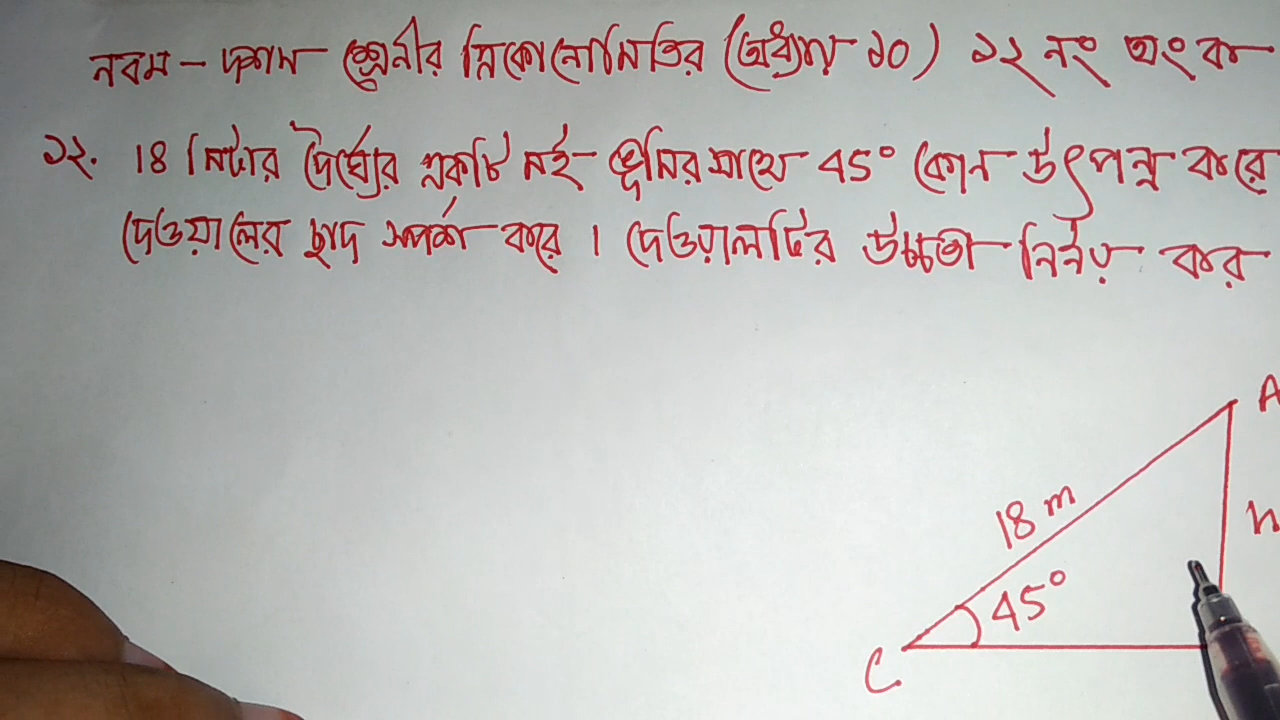 নবম - দশম শ্রেনীর ত্রিকোনোমিতির (অধ্যায় ১০) ১২ নং অংক
১২. 18 মিটার দৈর্ঘ্যের একটি মই ভূমির সাথে 45° কোন উৎপন্ন করে
দেওয়ালের ছাদ স্পর্শ করে । দেওয়ালটির উচ্চতা নির্নয় কর
A
18 m
h
45°
C